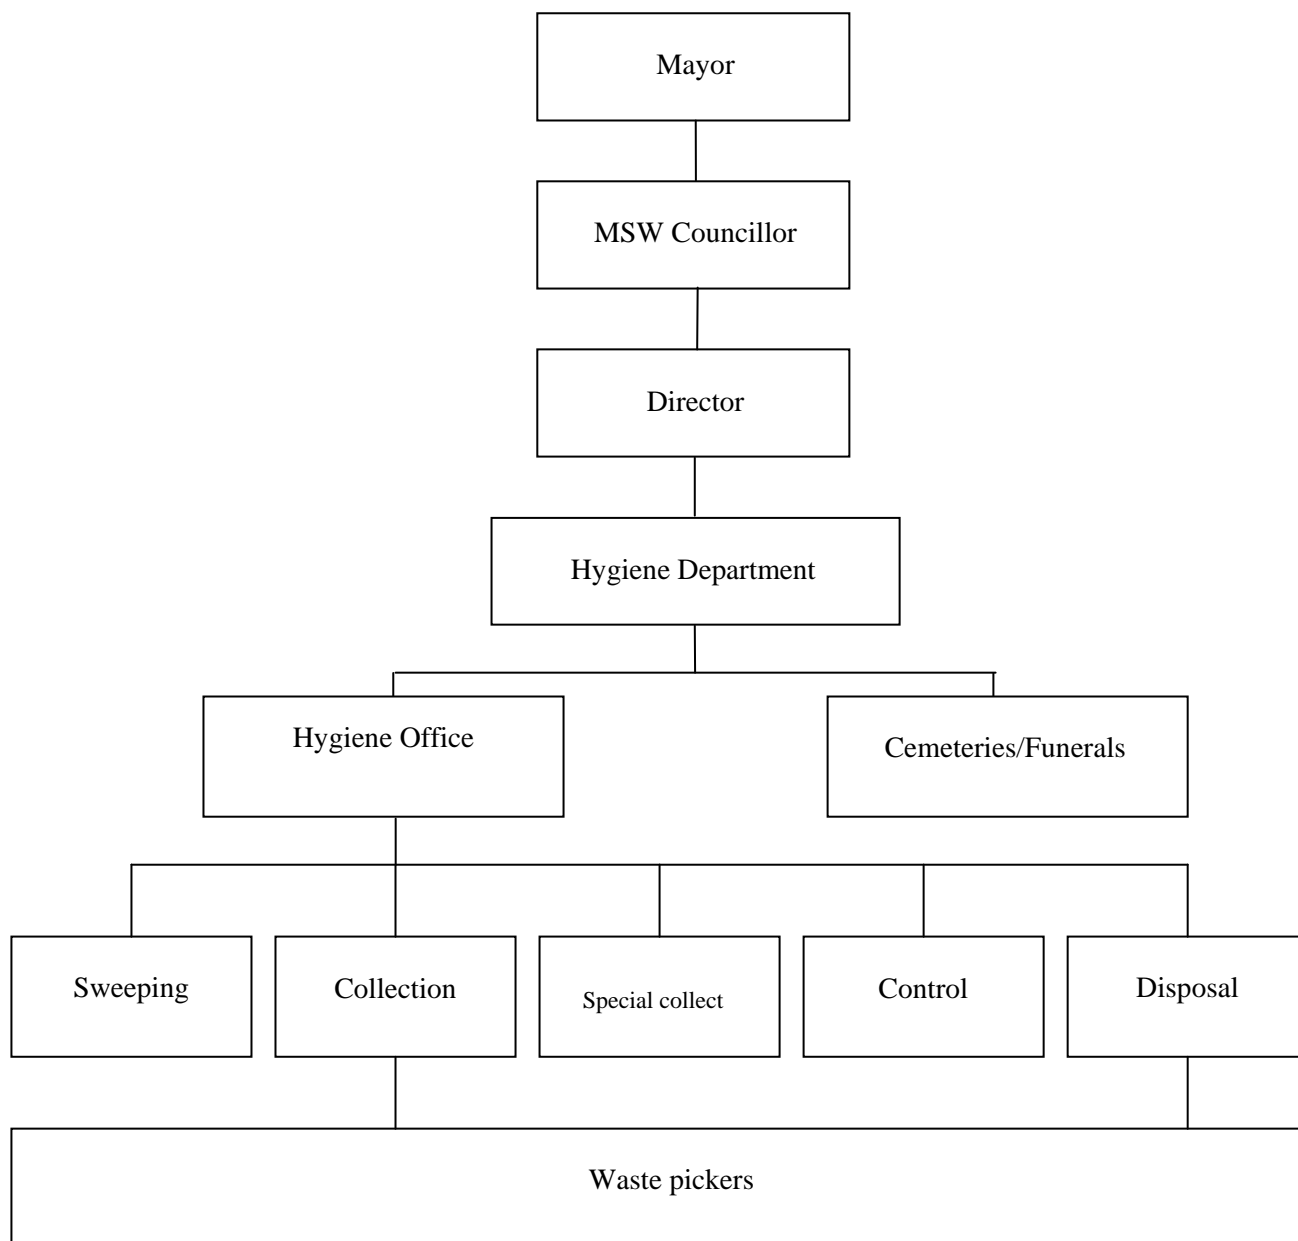 Mayor
MSW Councillor
Director
Hygiene Department
Hygiene Office
Cemeteries/Funerals
Sweeping
Collection
Special collect
Control
Disposal
Waste pickers